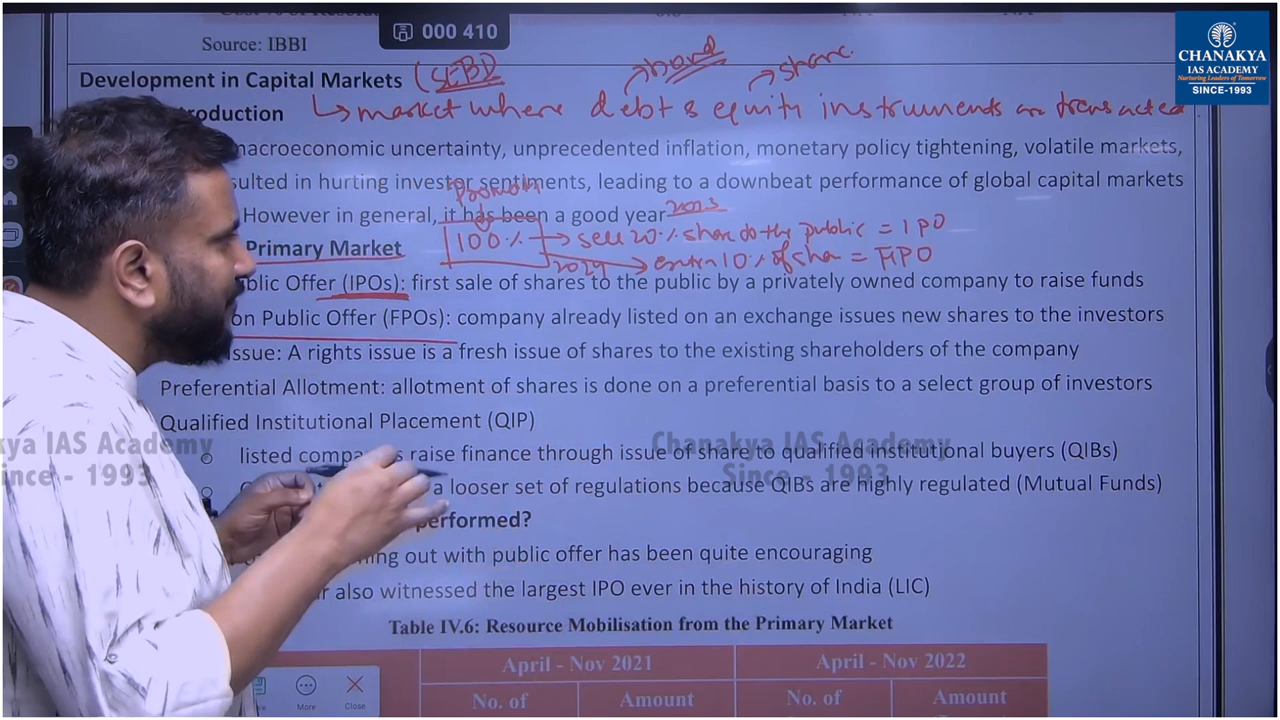 000 410
CHANAKYA
IAS ACADEMY
Nurturing Leaders of Tomorrow
SINCE-1993
Source: IBBI
Development in Capital Markets (SEBI)
bond
share
roduction ↳ market where debt & equity instruments are transacted
macroeconomic uncertainty, unprecedented inflation, monetary policy tightening, volatile markets,
sulted in hurting investor sentiments, leading to a downbeat performance of global capital markets
However in general, it has been a good year 2023
100% → sell 20% share to the public = IPO
Primary Market
2024 → 10% of share = FPO
blic Offer (IPOs): first sale of shares to the public by a privately owned company to raise funds
on Public Offer (FPOs): company already listed on an exchange issues new shares to the investors
Issue: A rights issue is a fresh issue of shares to the existing shareholders of the company
Preferential Allotment: allotment of shares is done on a preferential basis to a select group of investors
Qualified Institutional Placement (QIP)
kya IAS Academy
Since - 1993
Chanakya IAS Academy
Since - 1993
listed compa s raise finance through issue of share to qualified institutional buyers (QIBs)
a looser set of regulations because QIBs are highly regulated (Mutual Funds)
performed?
ing out with public offer has been quite encouraging
r also witnessed the largest IPO ever in the history of India (LIC)
Table IV.6: Resource Mobilisation from the Primary Market
April - Nov 2021 April - Nov 2022
No. of Amount No. of Amount
More Close